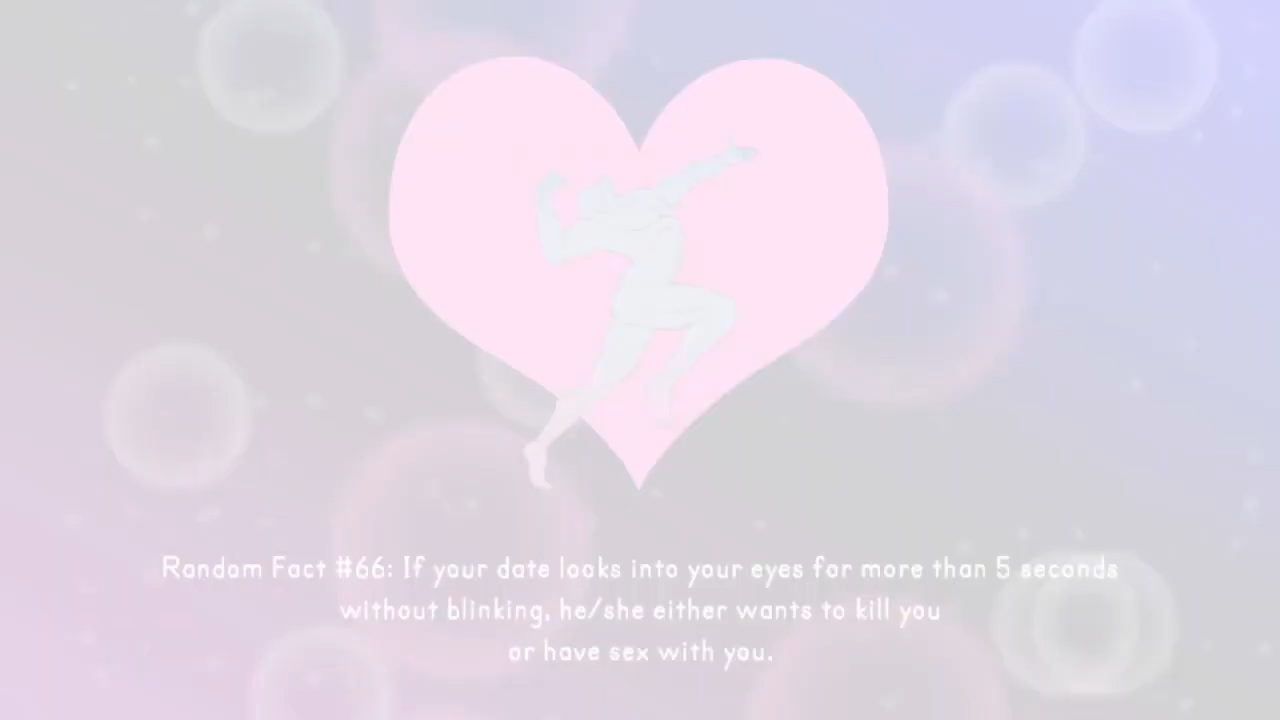 Random Fact #66: If your date looks into your eyes for more than 5 seconds
without blinking, he/she either wants to kill you
or have sex with you.